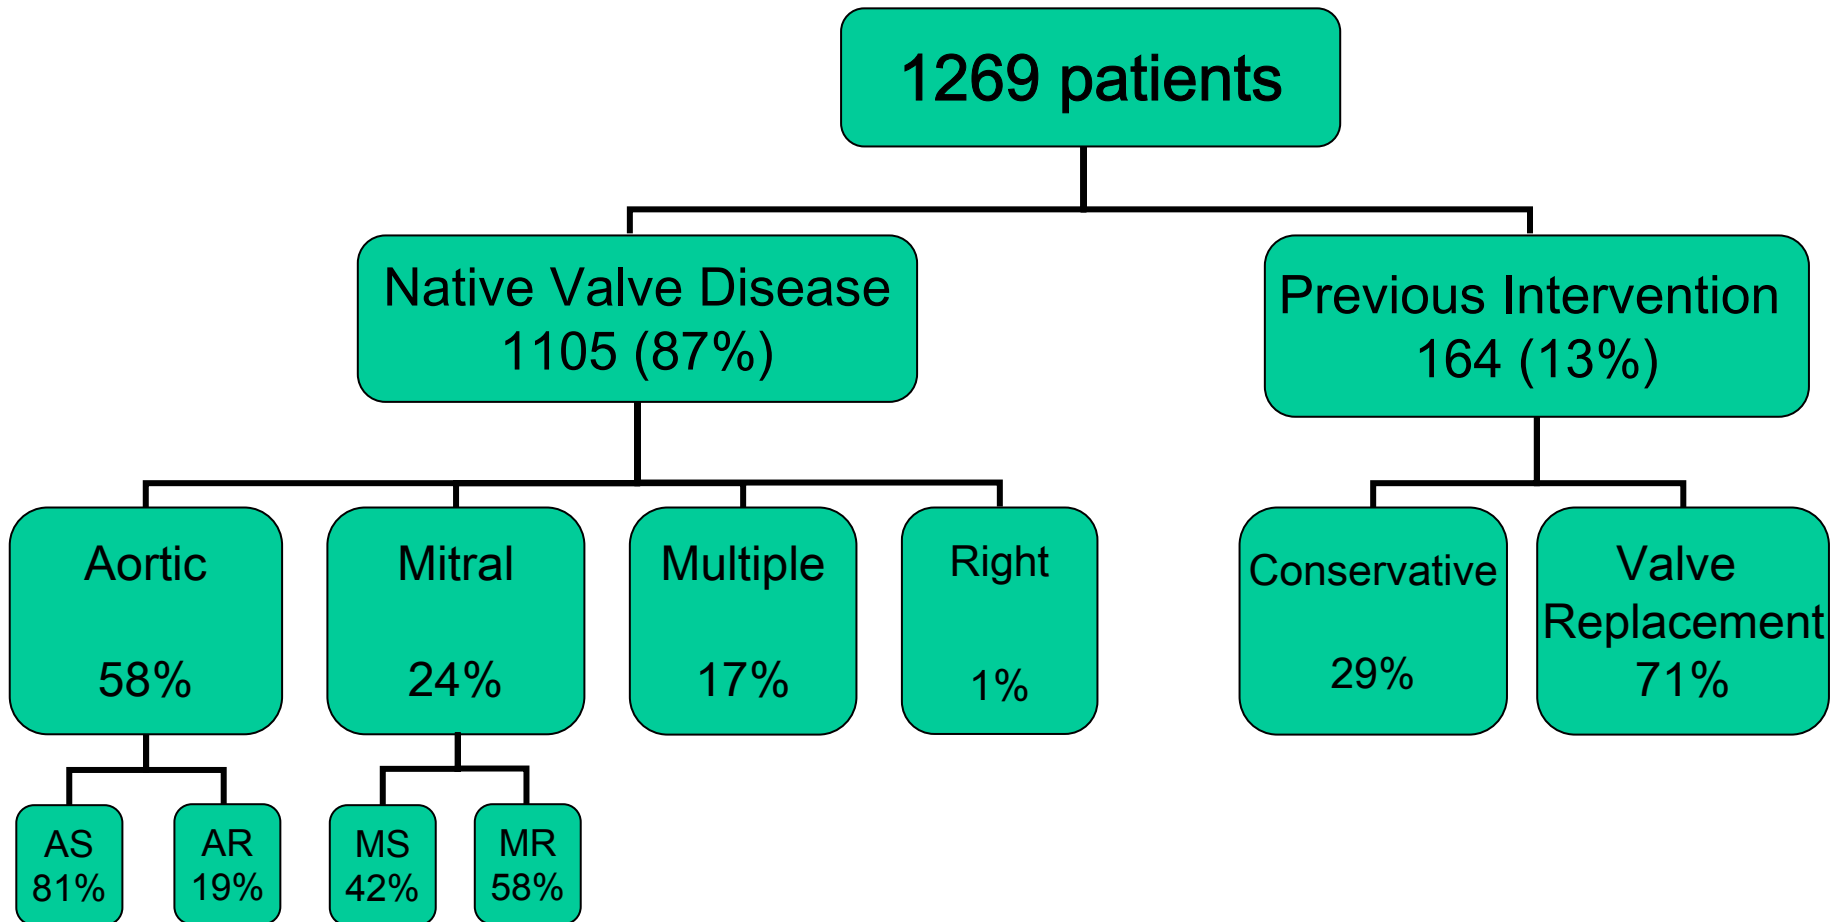 1269 patients
Native Valve Disease
1105 (87%)
Previous Intervention
164 (13%)
Aortic
58%
Mitral
24%
Multiple
17%
Right
1%
Conservative
29%
Valve
Replacement
71%
AS
81%
AR
19%
MS
42%
MR
58%